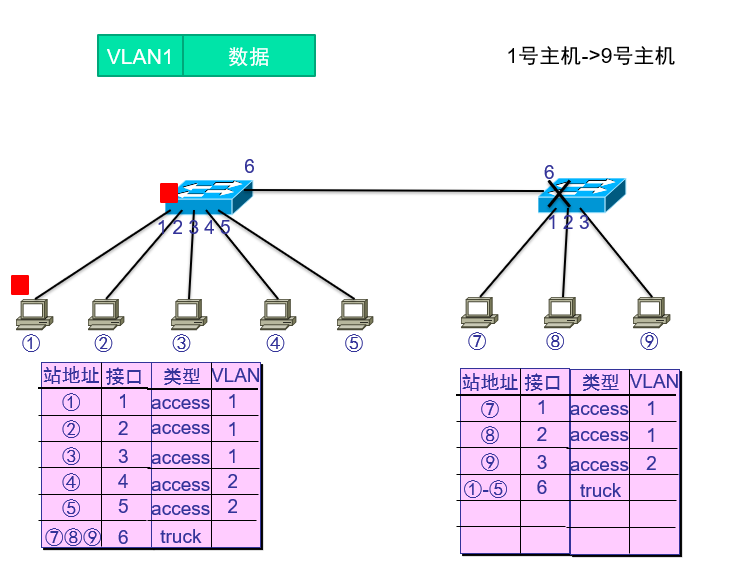 VLAN1 数据
1号主机->9号主机
6
6
1 2 3 4 5
1 2 3
① ② ③ ④ ⑤
⑦ ⑧ ⑨
站地址 接口 类型 VLAN
① 1 access 1
② 2 access 1
③ 3 access 1
④ 4 access 2
⑤ 5 access 2
⑦⑧⑨ 6 truck
站地址 接口 类型 VLAN
⑦ 1 access 1
⑧ 2 access 1
⑨ 3 access 2
①-⑤ 6 truck